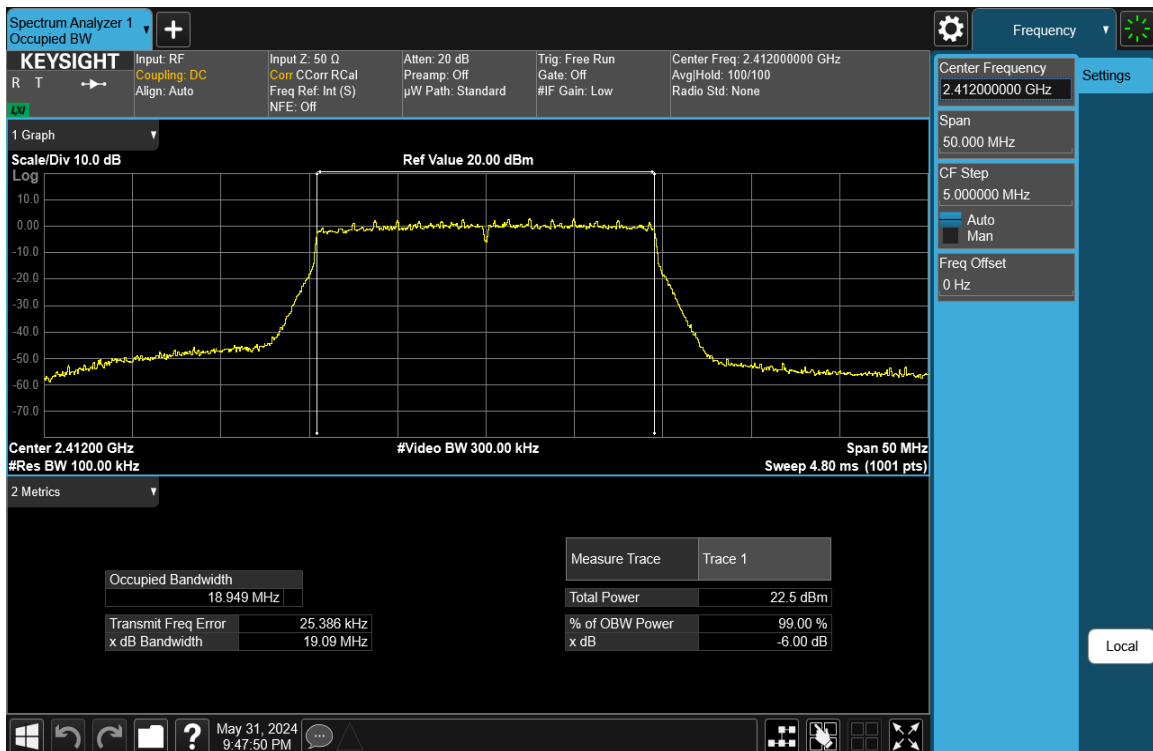 Spectrum Analyzer 1
Occupied BW
Frequency
KEYSIGHT
R T
LXI
Input: RF
Coupling: DC
Align: Auto
Input Z: 50 Ω
Corr CCorr RCal
Freq Ref: Int (S)
NFE: Off
Atten: 20 dB
Preamp: Off
µW Path: Standard
Trig: Free Run
Gate: Off
#IF Gain: Low
Center Freq: 2.412000000 GHz
Avg|Hold: 100/100
Radio Std: None
Center Frequency
2.412000000 GHz
Settings
Span
50.000 MHz
CF Step
5.000000 MHz
Auto
Man
Freq Offset
0 Hz
Local
1 Graph
Scale/Div 10.0 dB
Ref Value 20.00 dBm
Log
10.0
0.00
-10.0
-20.0
-30.0
-40.0
-50.0
-60.0
-70.0
Center 2.41200 GHz
#Video BW 300.00 kHz
Span 50 MHz
#Res BW 100.00 kHz
Sweep 4.80 ms (1001 pts)
2 Metrics
Occupied Bandwidth
18.949 MHz
Transmit Freq Error 25.386 kHz
x dB Bandwidth 19.09 MHz
Measure Trace Trace 1
Total Power 22.5 dBm
% of OBW Power 99.00 %
x dB -6.00 dB
?
May 31, 2024
9:47:50 PM